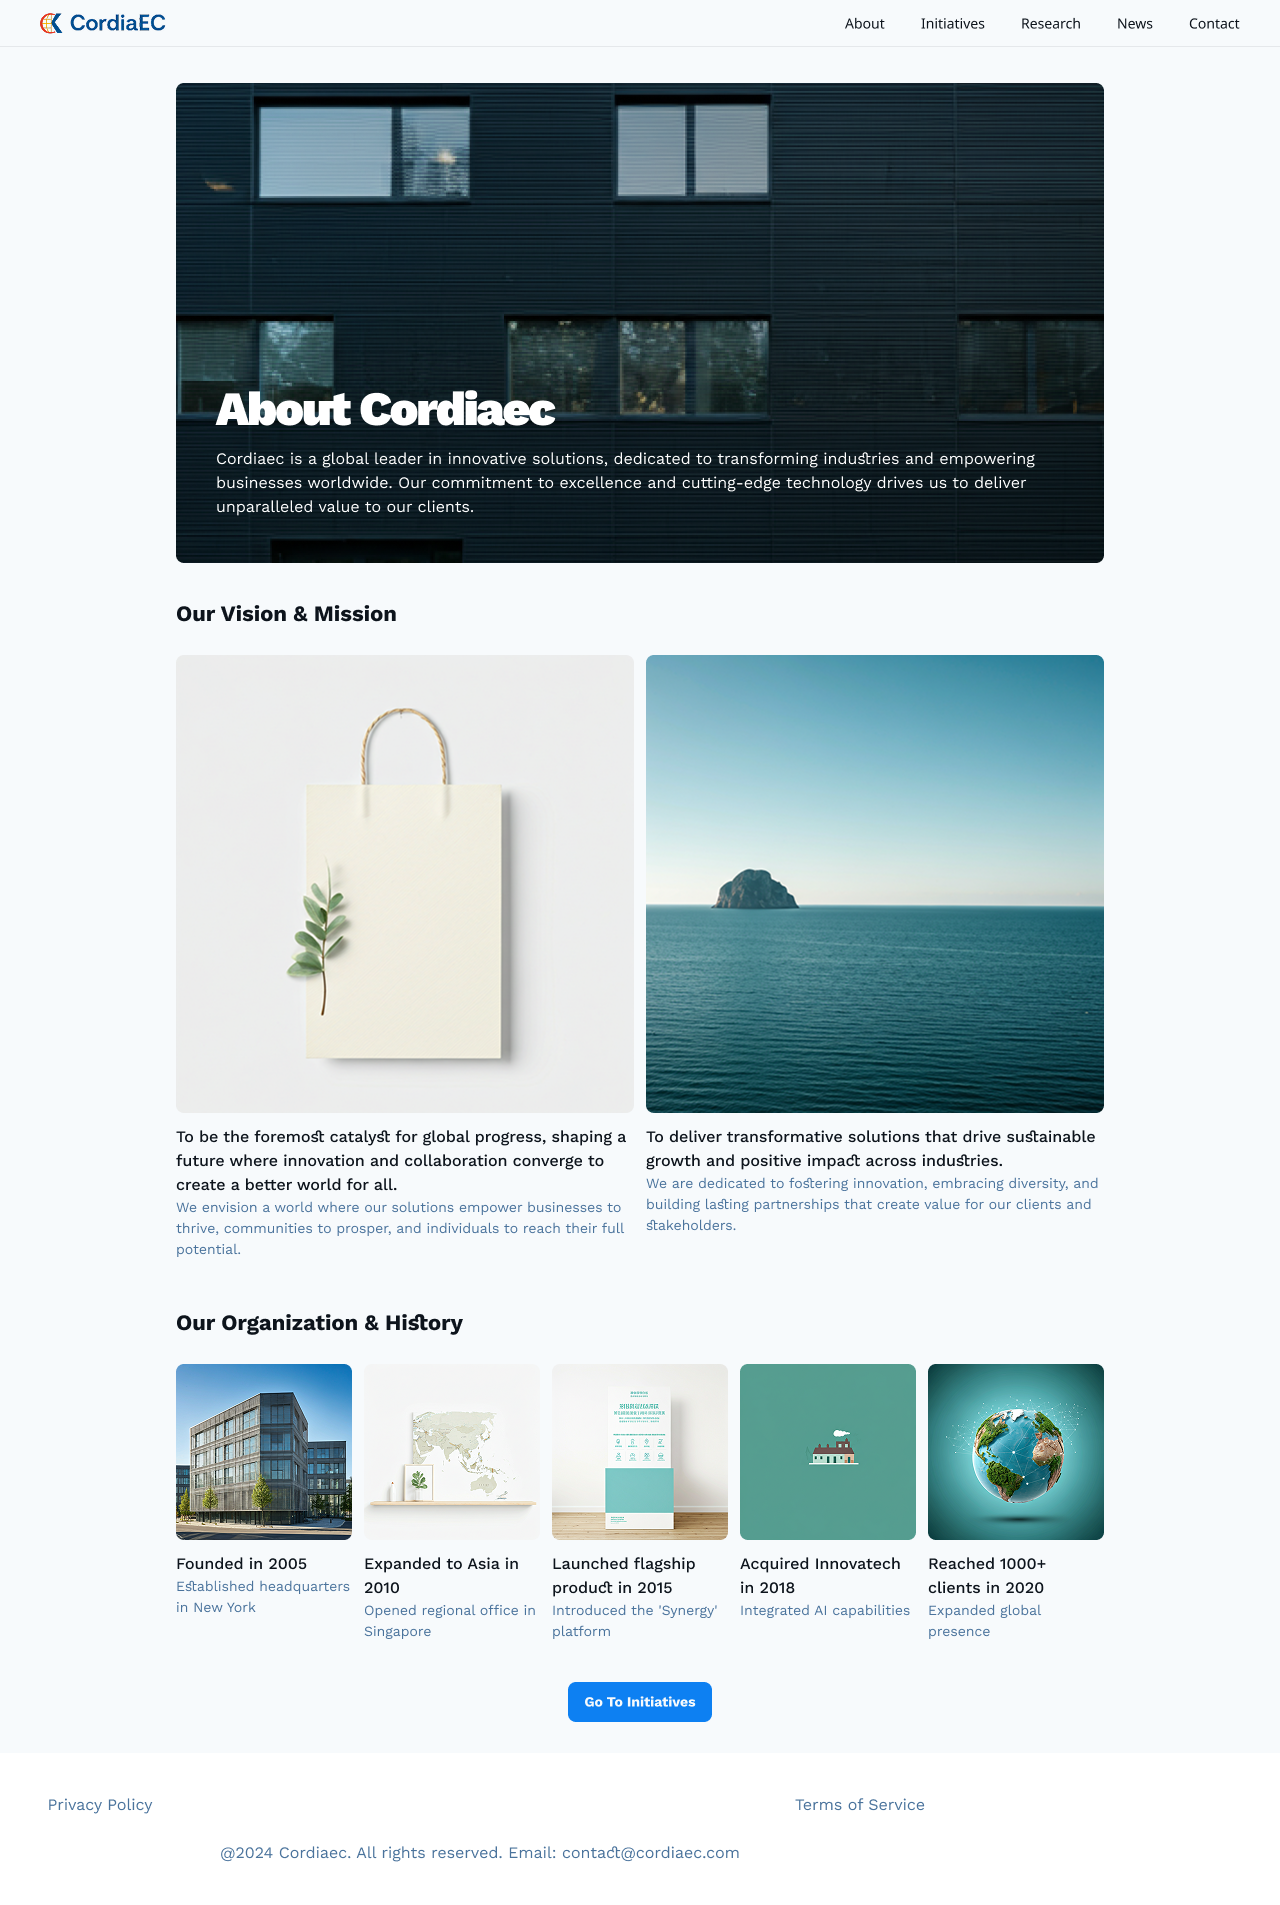 CordiaEC
About
Initiatives
Research
News
Contact
About Cordiaec
Cordiaec is a global leader in innovative solutions, dedicated to transforming industries and empowering
businesses worldwide. Our commitment to excellence and cutting-edge technology drives us to deliver
unparalleled value to our clients.
Our Vision & Mission
To be the foremost catalyst for global progress, shaping a
future where innovation and collaboration converge to
create a better world for all.
We envision a world where our solutions empower businesses to
thrive, communities to prosper, and individuals to reach their full
potential.
To deliver transformative solutions that drive sustainable
growth and positive impact across industries.
We are dedicated to fostering innovation, embracing diversity, and
building lasting partnerships that create value for our clients and
stakeholders.
Our Organization & History
Founded in 2005
Established headquarters
in New York
Expanded to Asia in
2010
Opened regional office in
Singapore
Launched flagship
product in 2015
Introduced the 'Synergy'
platform
Acquired Innovatech
in 2018
Integrated AI capabilities
Reached 1000+
clients in 2020
Expanded global
presence
Go To Initiatives
Privacy Policy
Terms of Service
@2024 Cordiaec. All rights reserved. Email: contact@cordiaec.com